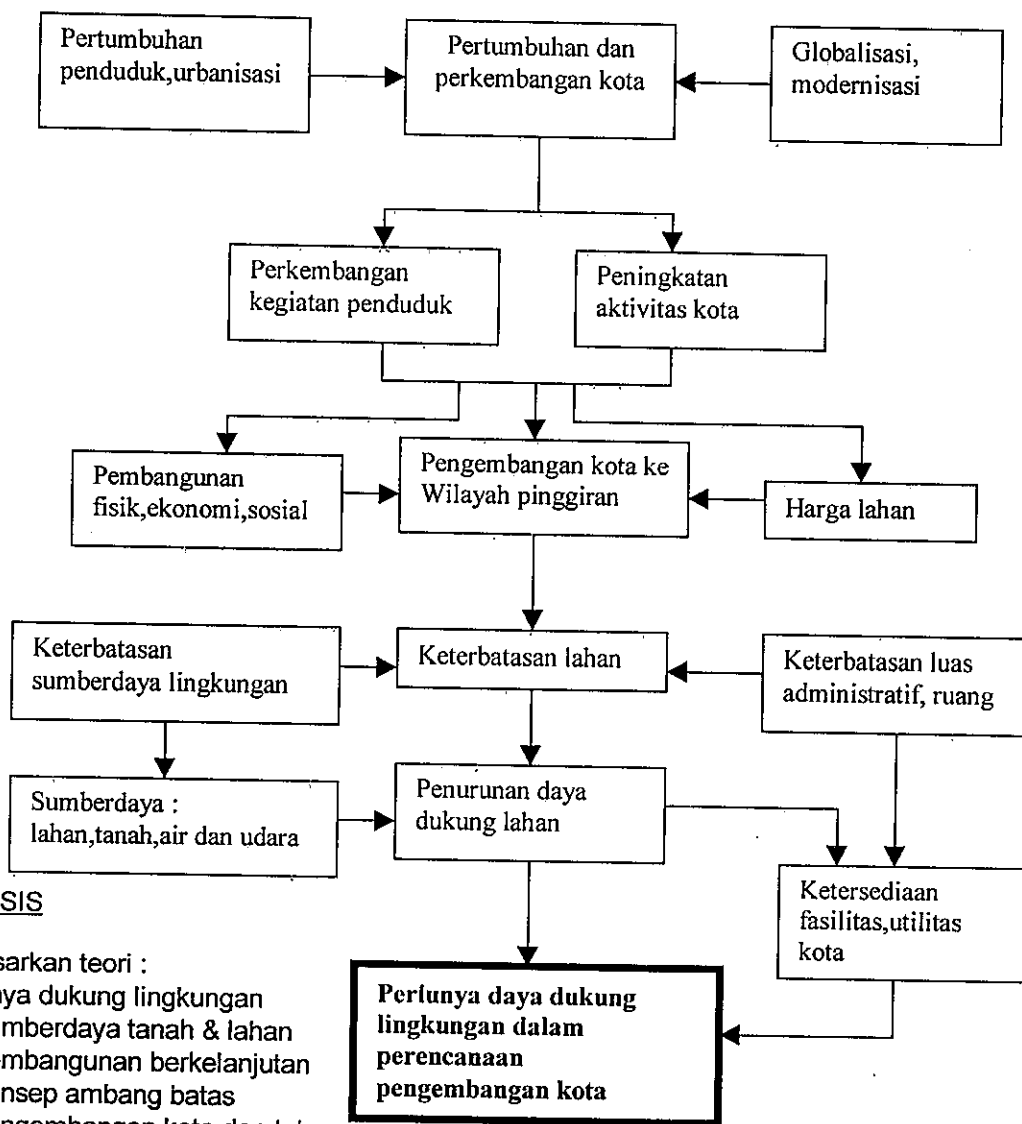 Pertumbuhan
penduduk,urbanisasi
Pertumbuhan dan
perkembangan kota
Globalisasi,
modernisasi
Perkembangan
kegiatan penduduk
Peningkatan
aktivitas kota
Pembangunan
fisik,ekonomi,sosial
Pengembangan kota ke
Wilayah pinggiran
Harga lahan
Keterbatasan
sumberdaya lingkungan
Keterbatasan lahan
Keterbatasan luas
administratif, ruang
Sumberdaya :
lahan,tanah,air dan udara
Penurunan daya
dukung lahan
Ketersediaan
fasilitas,utilitas
kota
SIS
sarkan teori :
ya dukung lingkungan
mberdaya tanah & lahan
embangunan berkelanjutan
nsep ambang batas
Perlunya daya dukung
lingkungan dalam
perencanaan
pengembangan kota